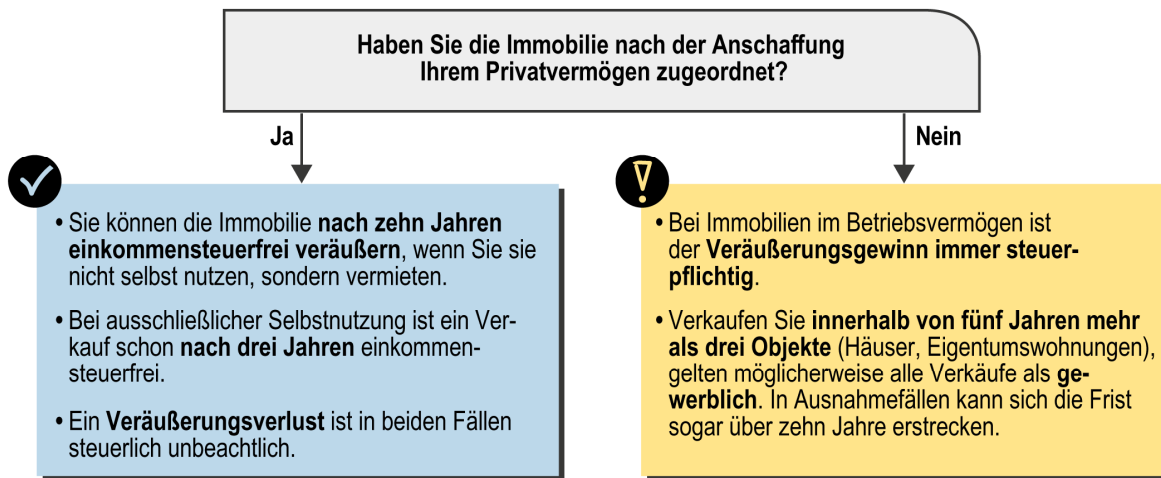 Haben Sie die Immobilie nach der Anschaffung
Ihrem Privatvermögen zugeordnet?
Ja
Nein
• Sie können die Immobilie nach zehn Jahren
einkommensteuerfrei veräußern, wenn Sie sie
nicht selbst nutzen, sondern vermieten.
• Bei ausschließlicher Selbstnutzung ist ein Ver-
kauf schon nach drei Jahren einkommen-
steuerfrei.
• Ein Veräußerungsverlust ist in beiden Fällen
steuerlich unbeachtlich.
• Bei Immobilien im Betriebsvermögen ist
der Veräußerungsgewinn immer steuer-
pflichtig.
• Verkaufen Sie innerhalb von fünf Jahren mehr
als drei Objekte (Häuser, Eigentumswohnungen),
gelten möglicherweise alle Verkäufe als ge-
werblich. In Ausnahmefällen kann sich die Frist
sogar über zehn Jahre erstrecken.